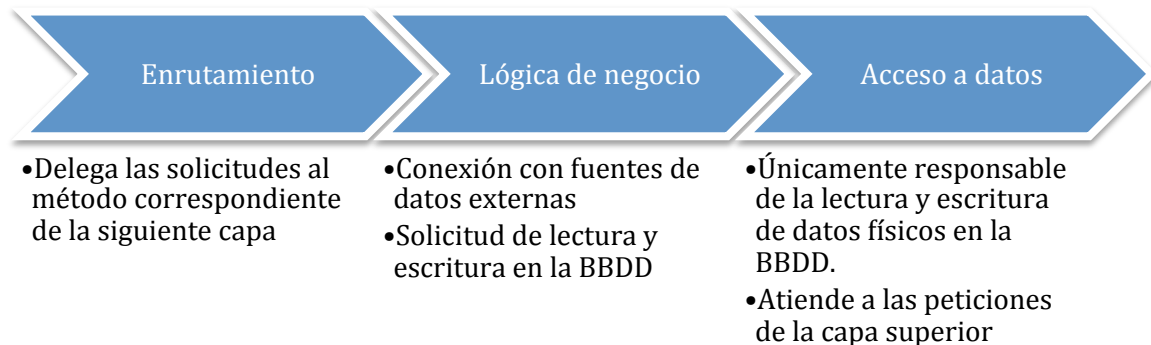 Enrutamiento
Lógica de negocio
Acceso a datos
•Delega las solicitudes al
método correspondiente
de la siguiente capa
•Conexión con fuentes de
datos externas
•Solicitud de lectura y
escritura en la BBDD
•Únicamente responsable
de la lectura y escritura
de datos físicos en la
BBDD.
•Atiende a las peticiones
de la capa superior